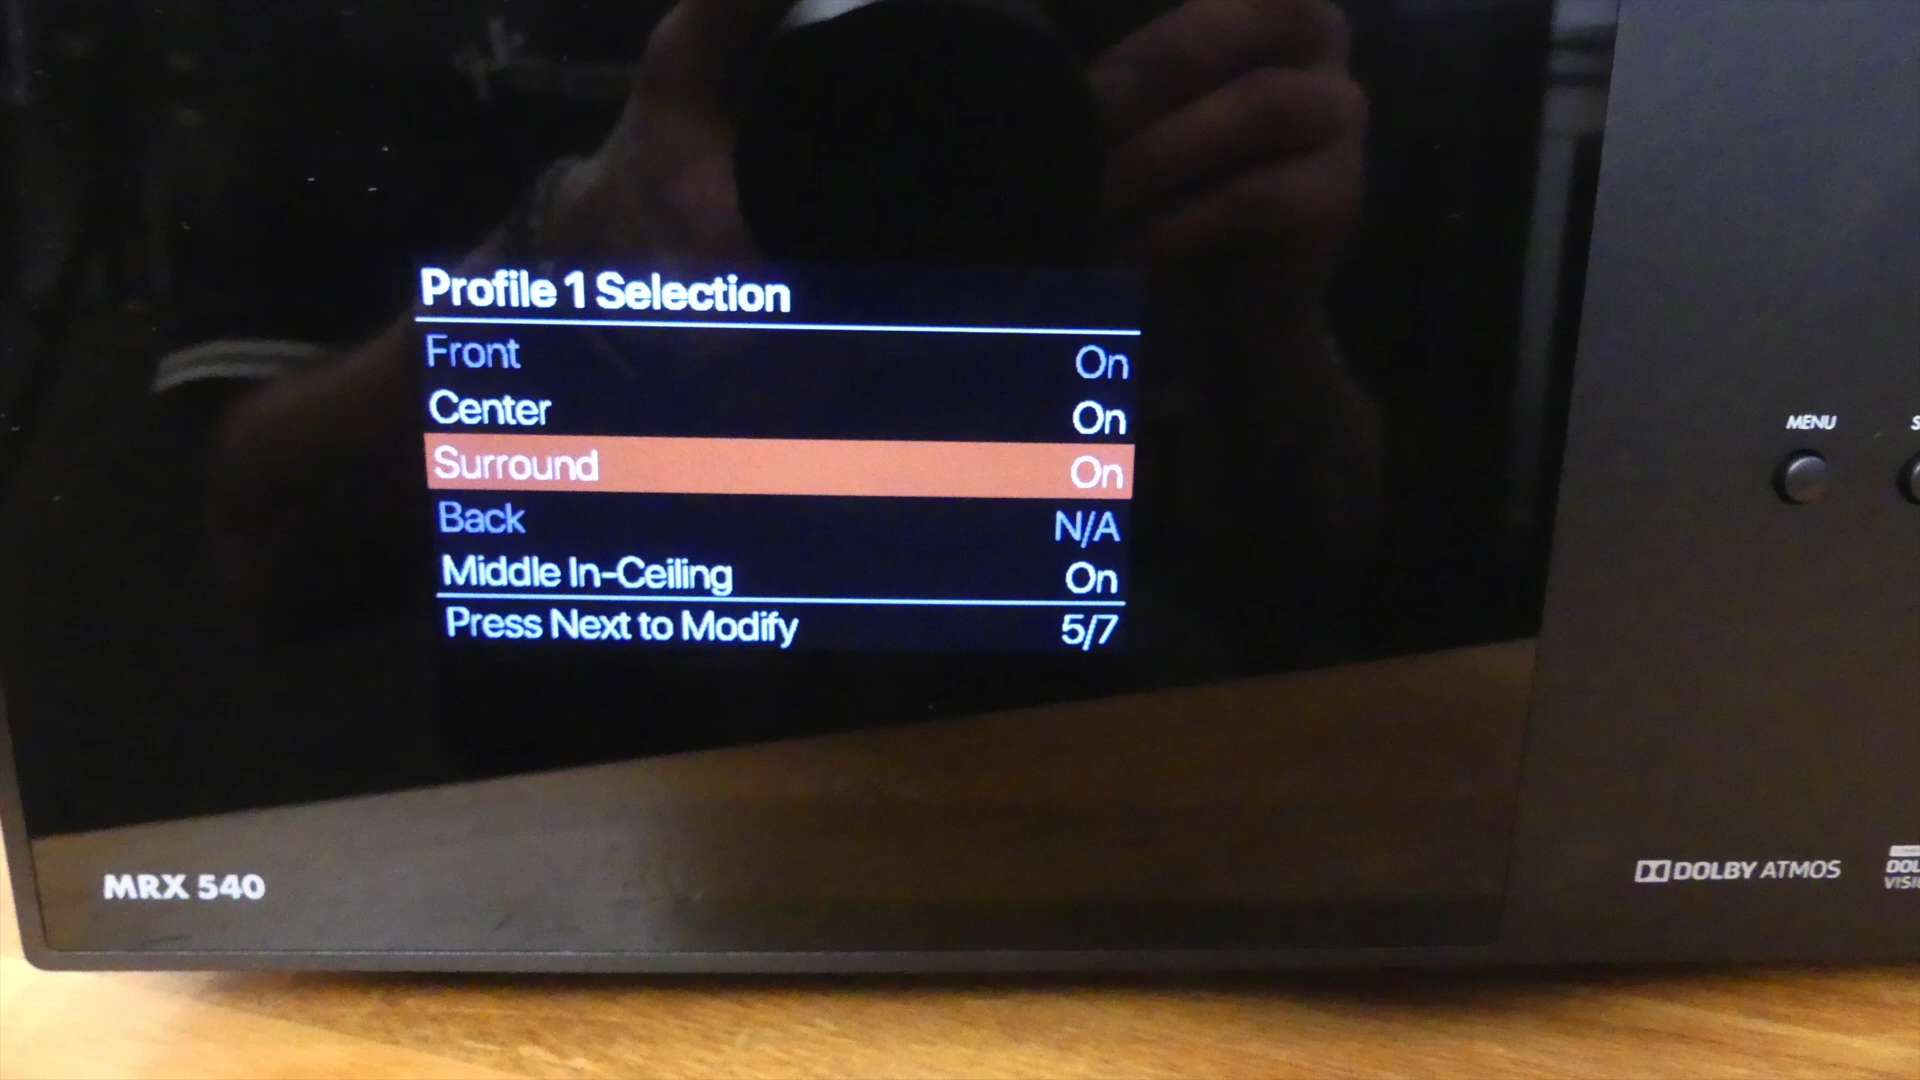 Profile 1 Selection
Front On
Center On
Surround On
Back N/A
Middle In-Ceiling On
Press Next to Modify 5/7
MENU
MRX 540
DOLBY ATMOS